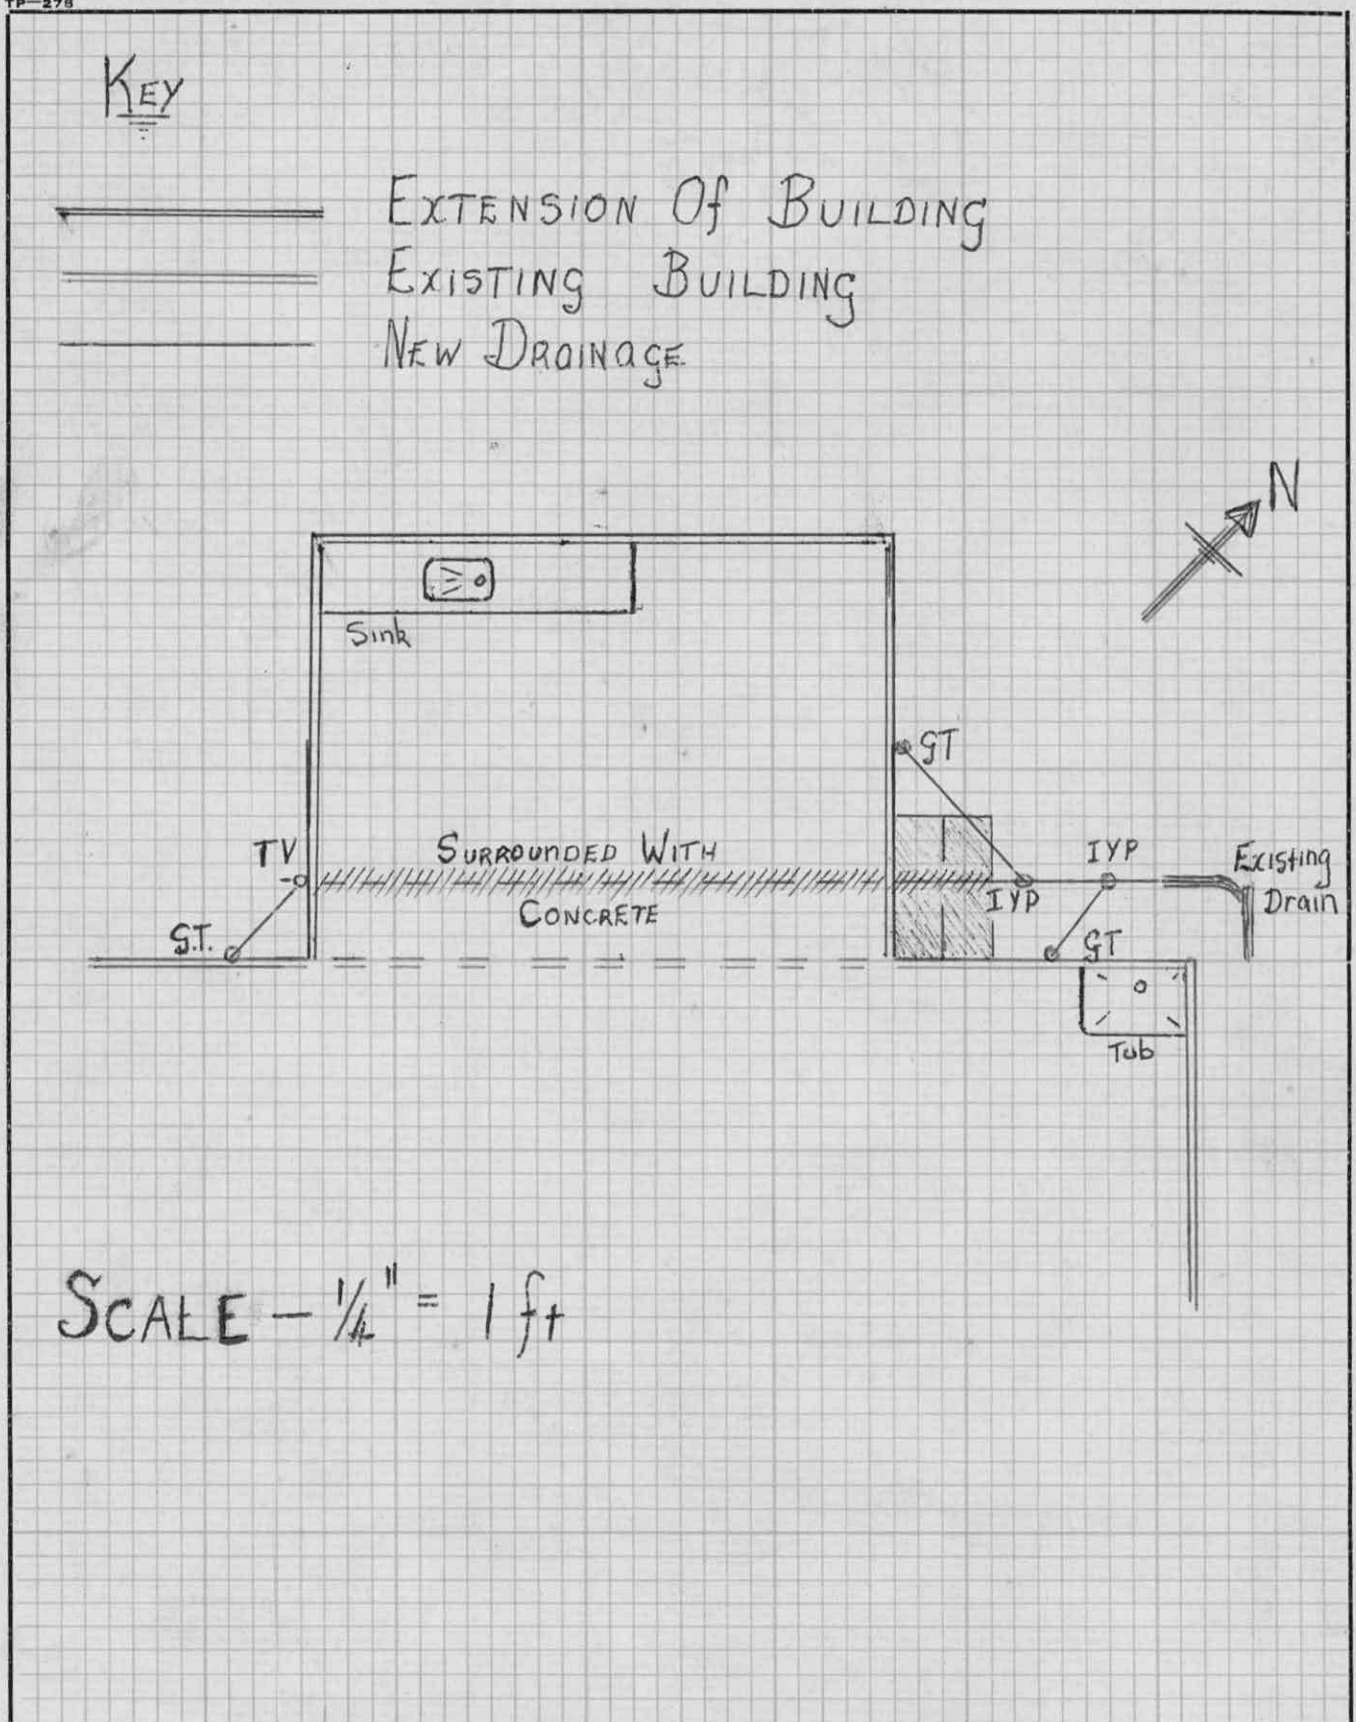 TP—278
KEY
EXTENSION Of BUILDING
EXISTING BUILDING
NEW DRAINAGE
N
Sink
GT
TV
SURROUNDED WITH
CONCRETE
IYP
IYP
Existing
Drain
G.T.
GT
Tub
SCALE – 1/4" = 1 ft